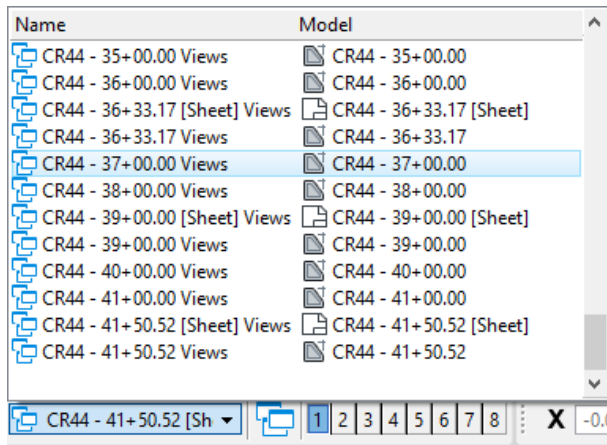 Name Model
CR44 - 35+00.00 Views CR44 - 35+00.00
CR44 - 36+00.00 Views CR44 - 36+00.00
CR44 - 36+33.17 [Sheet] Views CR44 - 36+33.17 [Sheet]
CR44 - 36+33.17 Views CR44 - 36+33.17
CR44 - 37+00.00 Views CR44 - 37+00.00
CR44 - 38+00.00 Views CR44 - 38+00.00
CR44 - 39+00.00 [Sheet] Views CR44 - 39+00.00 [Sheet]
CR44 - 39+00.00 Views CR44 - 39+00.00
CR44 - 40+00.00 Views CR44 - 40+00.00
CR44 - 41+00.00 Views CR44 - 41+00.00
CR44 - 41+50.52 [Sheet] Views CR44 - 41+50.52 [Sheet]
CR44 - 41+50.52 Views CR44 - 41+50.52
CR44 - 41+50.52 [Sh 1 2 3 4 5 6 7 8 X -0.